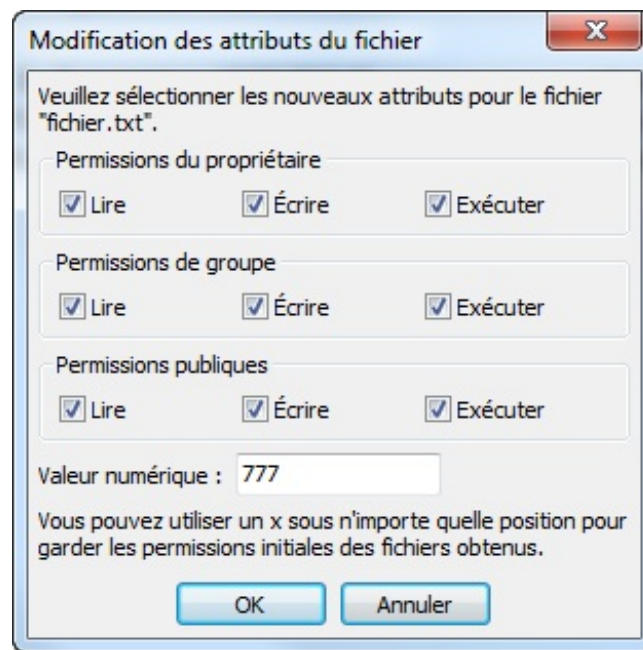 Modification des attributs du fichier
Veuillez sélectionner les nouveaux attributs pour le fichier
"fichier.txt".
Permissions du propriétaire
Lire Écrire Exécuter
Permissions de groupe
Lire Écrire Exécuter
Permissions publiques
Lire Écrire Exécuter
Valeur numérique : 777
Vous pouvez utiliser un x sous n'importe quelle position pour
garder les permissions initiales des fichiers obtenus.
OK Annuler